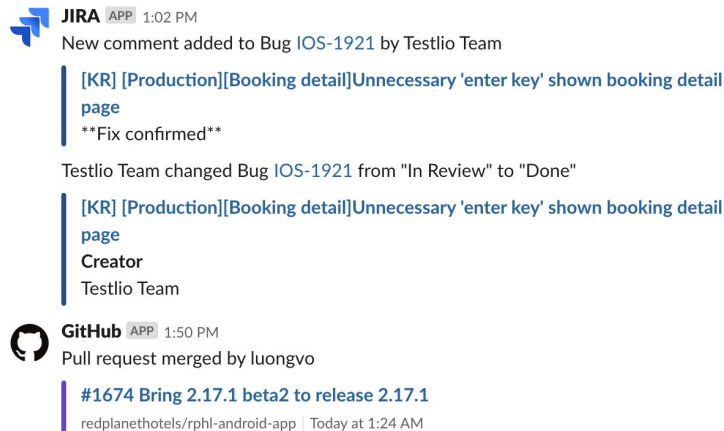 JIRA APP 1:02 PM
New comment added to Bug IOS-1921 by Testlio Team
[KR] [Production][Booking detail]Unnecessary 'enter key' shown booking detail
page
**Fix confirmed**
Testlio Team changed Bug IOS-1921 from "In Review" to "Done"
[KR] [Production][Booking detail]Unnecessary 'enter key' shown booking detail
page
Creator
Testlio Team
GitHub APP 1:50 PM
Pull request merged by luongvo
#1674 Bring 2.17.1 beta2 to release 2.17.1
redplanethotels/rphl-android-app | Today at 1:24 AM